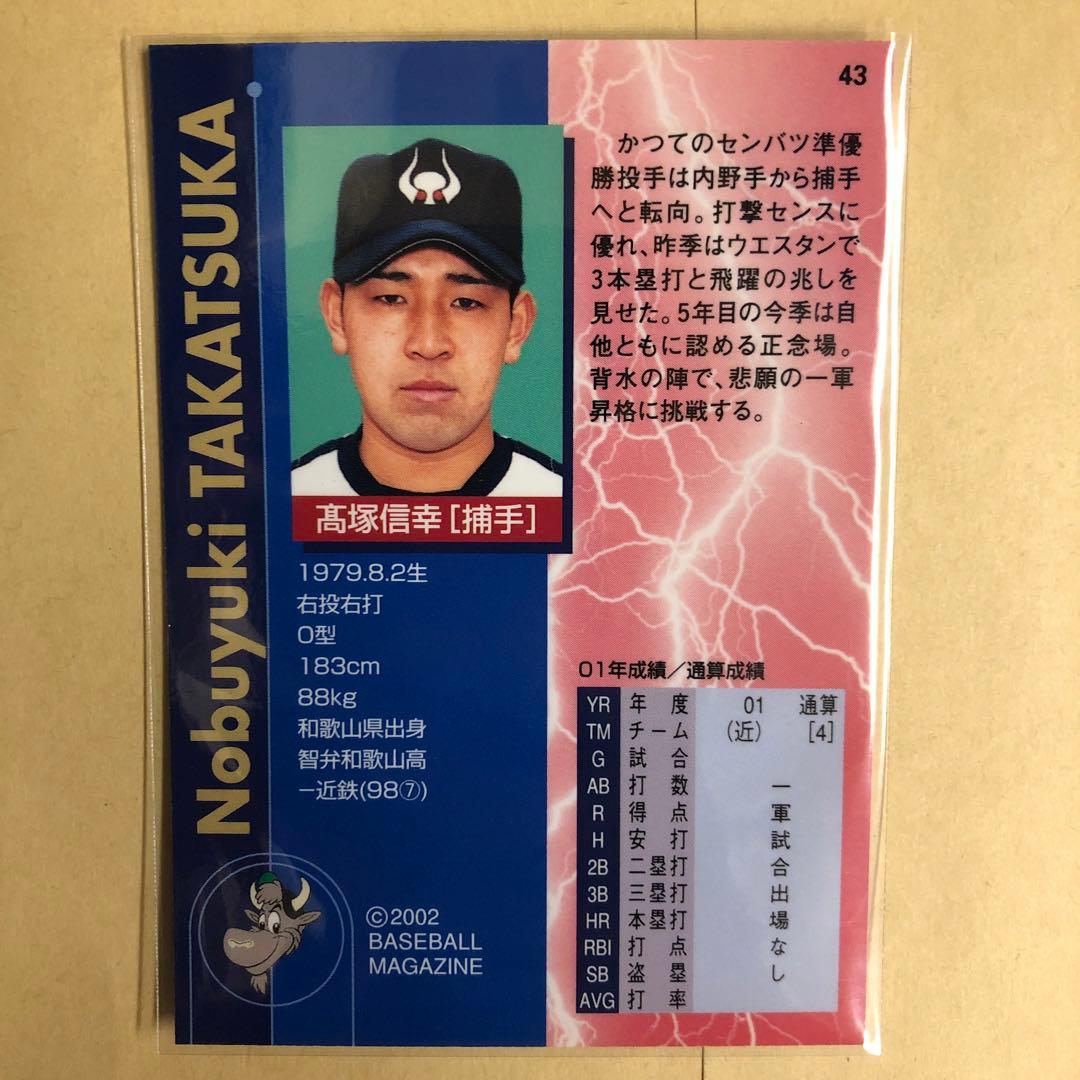 43
Nobuyuki TAKATSUKA
かつてのセンバツ準優
勝投手は内野手から捕手
へと転向。打撃センスに
優れ、昨季はウエスタンで
3本塁打と飛躍の兆しを
見せた。5年目の今季は自
他ともに認める正念場。
背水の陣で、悲願の一軍
昇格に挑戦する。
髙塚信幸[捕手]
1979.8.2生
右投右打
O型
183cm
88kg
和歌山県出身
智弁和歌山高
−近鉄(98⑦)
©2002
BASEBALL
MAGAZINE
01年成績／通算成績
YR 年度 01 通算
TM チーム (近) [4]
G 試合
AB 打数
R 得点
H 安打
2B 二塁打
3B 三塁打
HR 本塁打
RBI 打点
SB 盗塁
AVG 打率
一軍試合出場なし